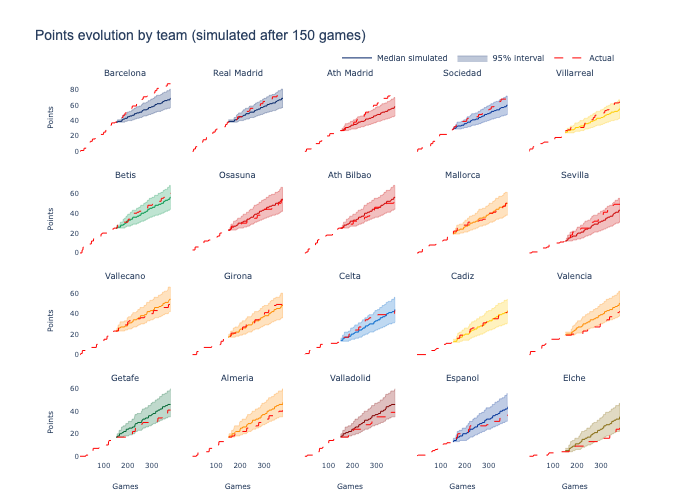 Points evolution by team (simulated after 150 games)
Median simulated 95% interval Actual
Barcelona Real Madrid Ath Madrid Sociedad Villarreal
80
60
40
20
0
Points
Betis Osasuna Ath Bilbao Mallorca Sevilla
60
40
20
0
Points
Vallecano Girona Celta Cadiz Valencia
60
40
20
0
Points
Getafe Almeria Valladolid Espanol Elche
60
40
20
0
Points
100 200 300 100 200 300 100 200 300 100 200 300 100 200 300
Games Games Games Games Games